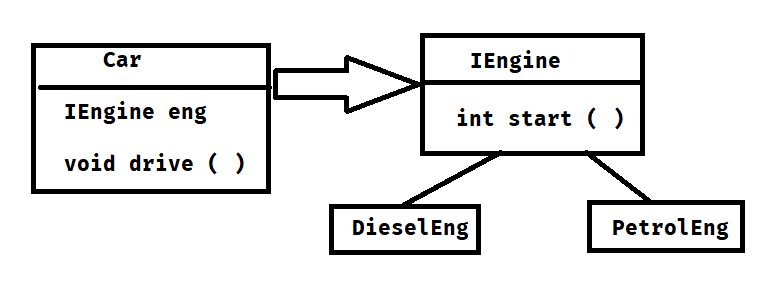 Car
IEngine eng
void drive ( )
IEngine
int start ( )
DieselEng
PetrolEng